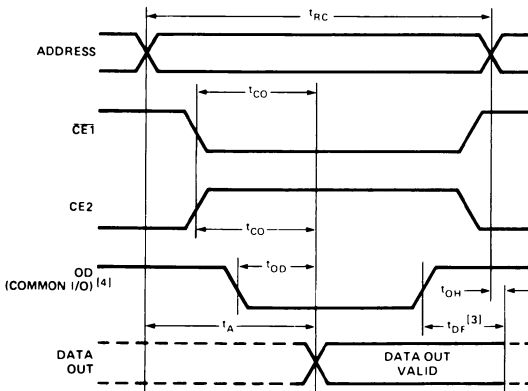 tRC
ADDRESS
tCO
CE1
CE2
tCO
OD
(COMMON I/O) [4]
tOD
tOH
tA
tDF [3]
DATA
OUT
DATA OUT
VALID